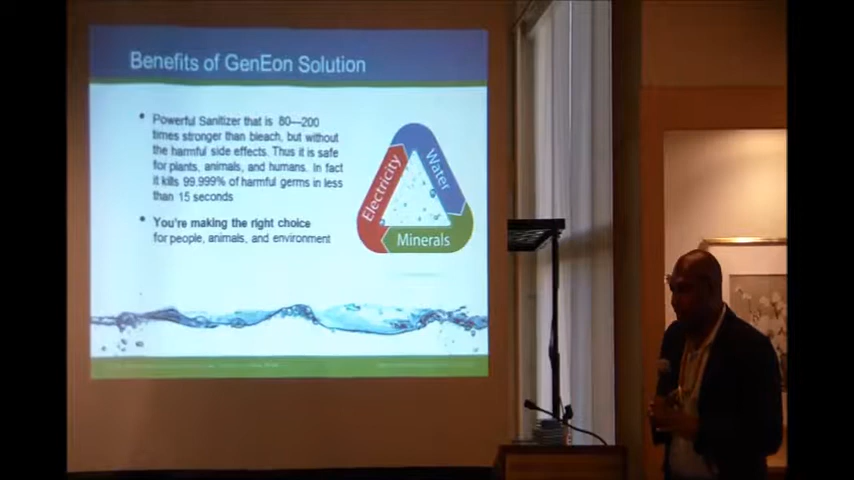 Benefits of GenEon Solution
Powerful Sanitizer that is 80—200
times stronger than bleach, but without
the harmful side effects. Thus it is safe
for plants, animals, and humans. In fact
it kills 99.999% of harmful germs in less
than 15 seconds
You're making the right choice
for people, animals, and environment
Electricity
Water
Minerals